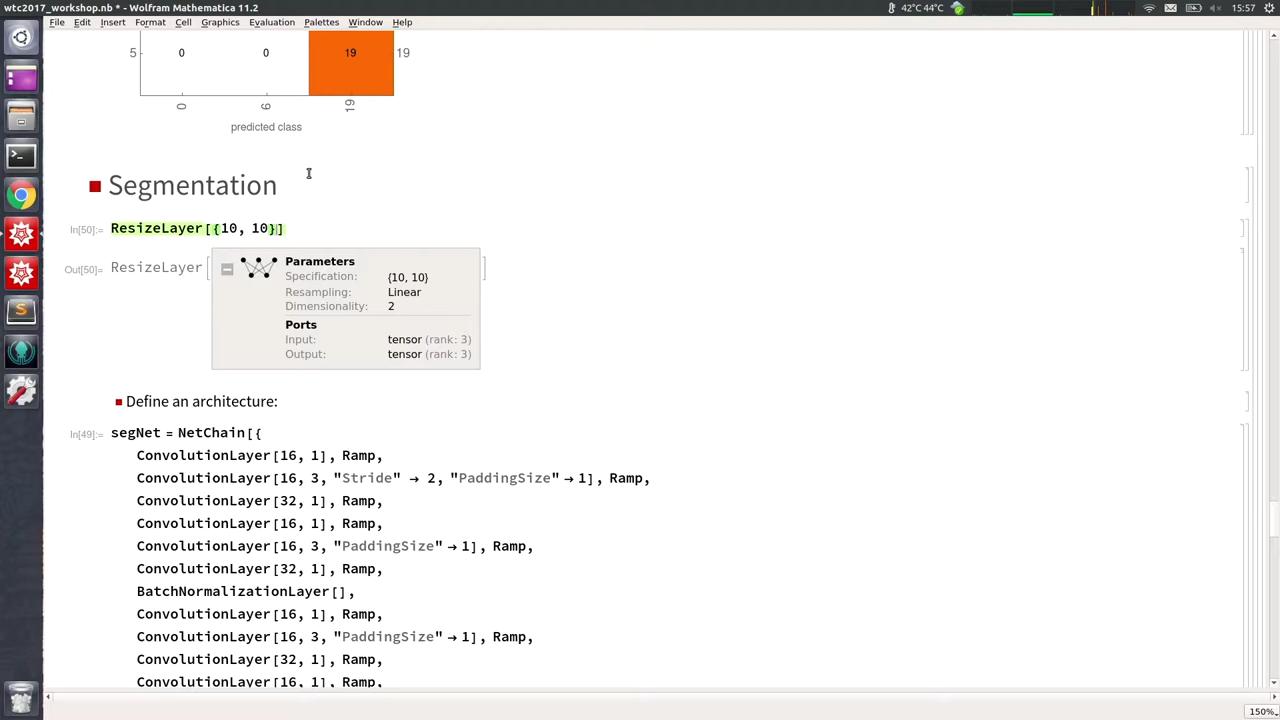 wtc2017_workshop.nb * - Wolfram Mathematica 11.2
42°C 44°C
15:57
File Edit Insert Format Cell Graphics Evaluation Palettes Window Help
5 0 0 19 19
0 6 19
predicted class
Segmentation
In[50]:= ResizeLayer[{10, 10}]
Out[50]= ResizeLayer[ ]
Parameters
Specification: {10, 10}
Resampling: Linear
Dimensionality: 2
Ports
Input: tensor (rank: 3)
Output: tensor (rank: 3)
Define an architecture:
In[49]:= segNet = NetChain[{
ConvolutionLayer[16, 1], Ramp,
ConvolutionLayer[16, 3, "Stride" → 2, "PaddingSize" → 1], Ramp,
ConvolutionLayer[32, 1], Ramp,
ConvolutionLayer[16, 1], Ramp,
ConvolutionLayer[16, 3, "PaddingSize" → 1], Ramp,
ConvolutionLayer[32, 1], Ramp,
BatchNormalizationLayer[],
ConvolutionLayer[16, 1], Ramp,
ConvolutionLayer[16, 3, "PaddingSize" → 1], Ramp,
ConvolutionLayer[32, 1], Ramp,
ConvolutionLayer[16, 1], Ramp,
150%